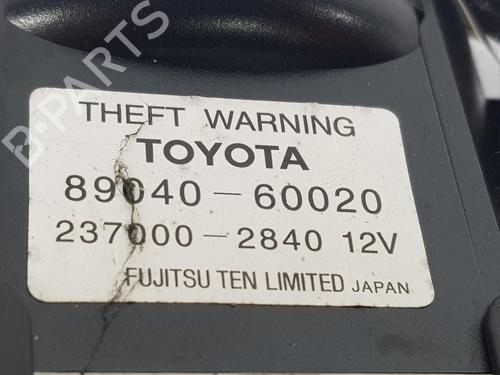 THEFT WARNING
TOYOTA
89040-60020
237000-2840 12V
FUJITSU TEN LIMITED JAPAN
B-PARTS